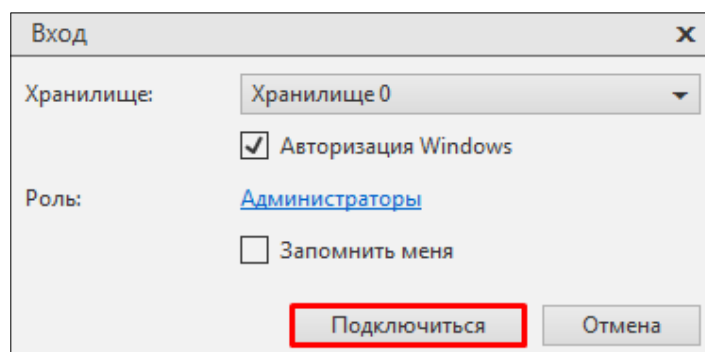 Вход
Хранилище: Хранилище 0
Авторизация Windows
Роль: Администраторы
Запомнить меня
Подключиться Отмена